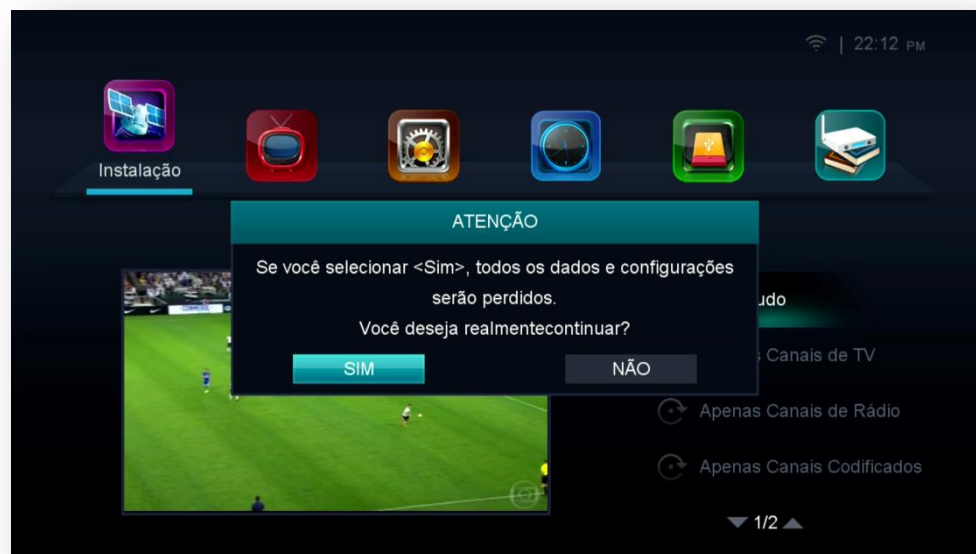 22:12 PM
Instalação
ATENÇÃO
Se você selecionar <Sim>, todos os dados e configurações
serão perdidos.
Você deseja realmentecontinuar?
SIM
NÃO
udo
Canais de TV
Apenas Canais de Rádio
Apenas Canais Codificados
1/2